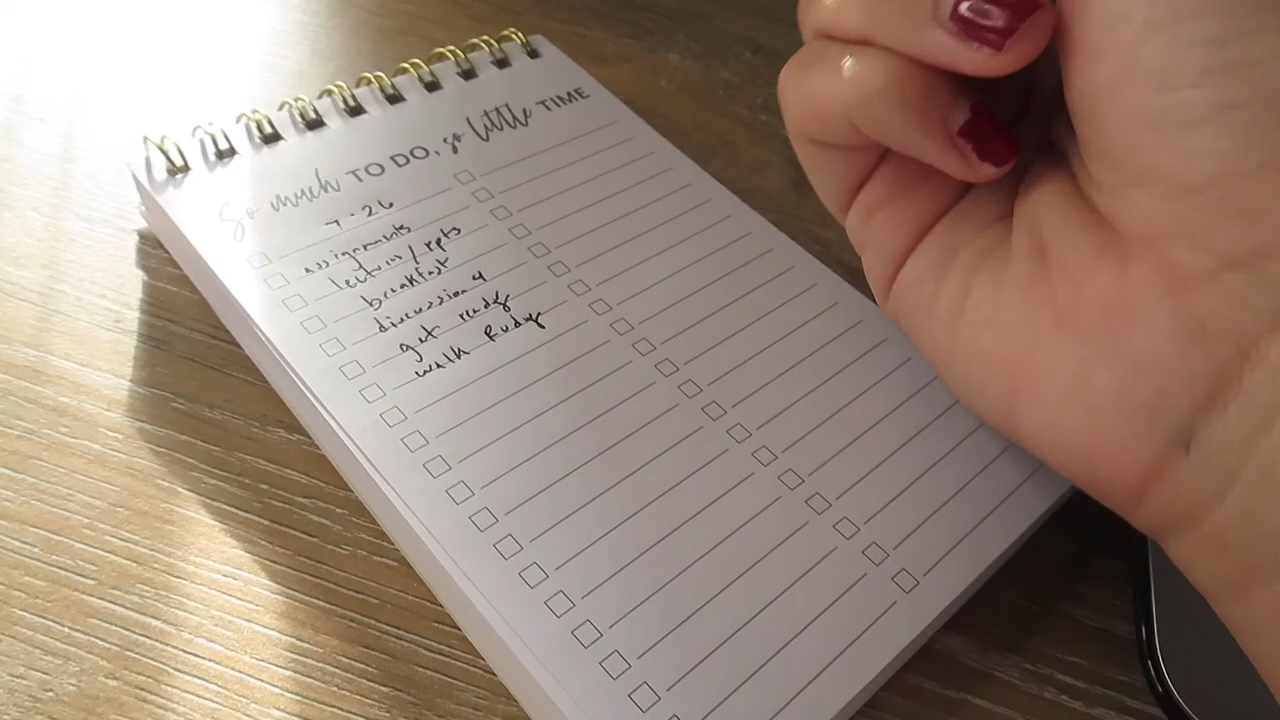 So much TO DO, so little TIME
7.26
assignments
lectures/rpts
breakfast
discussion 4
get ready
walk Rudy